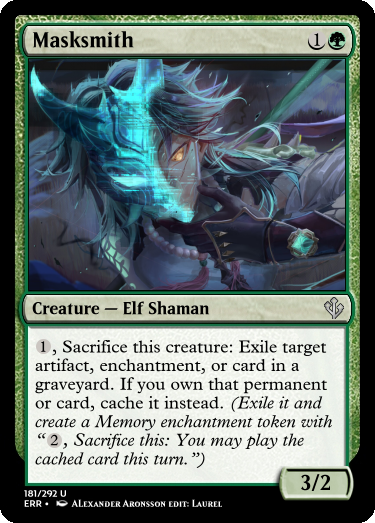 Masksmith 1
Creature — Elf Shaman
1, Sacrifice this creature: Exile target
artifact, enchantment, or card in a
graveyard. If you own that permanent
or card, cache it instead. (Exile it and
create a Memory enchantment token with
“2, Sacrifice this: You may play the
cached card this turn.”)
3/2
181/292 U
ERR • ALexander Aronsson edit: Laurel